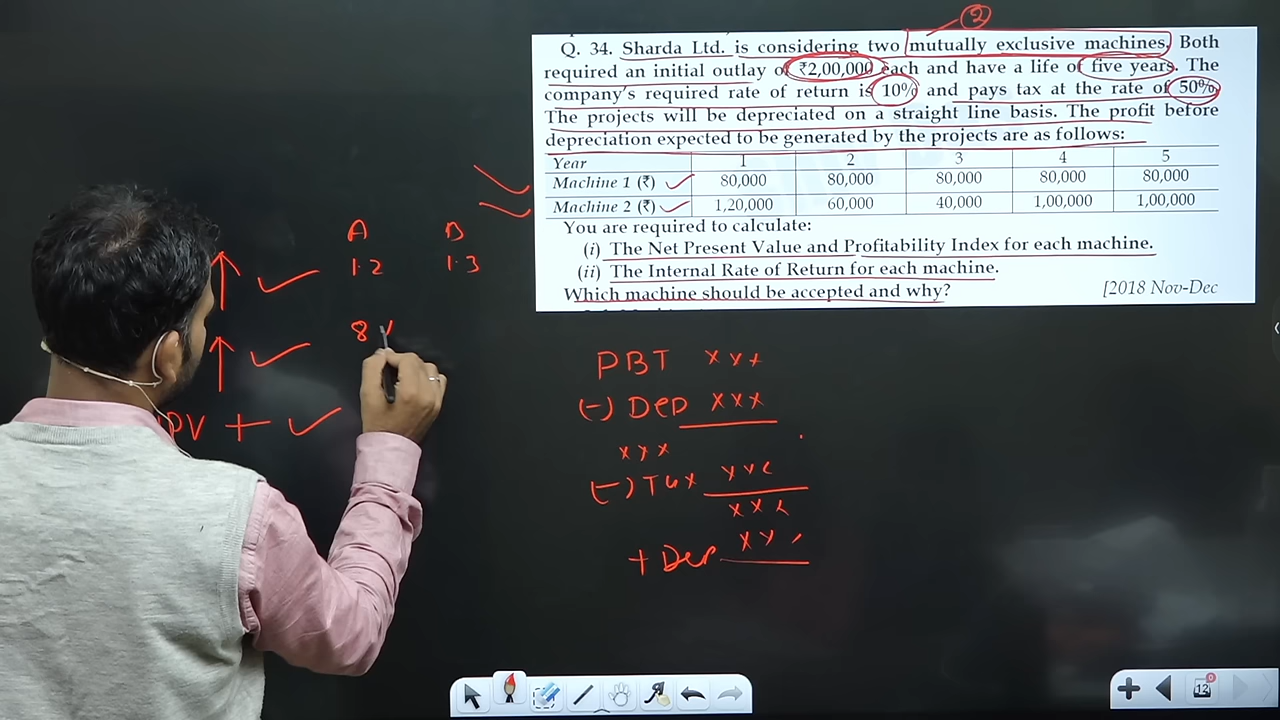 2
Q. 34. Sharda Ltd. is considering two mutually exclusive machines. Both
required an initial outlay of ₹2,00,000 each and have a life of five years. The
company's required rate of return is 10% and pays tax at the rate of 50%.
The projects will be depreciated on a straight line basis. The profit before
depreciation expected to be generated by the projects are as follows:
Year 1 2 3 4 5
Machine 1 (₹) 80,000 80,000 80,000 80,000 80,000
Machine 2 (₹) 1,20,000 60,000 40,000 1,00,000 1,00,000
You are required to calculate:
(i) The Net Present Value and Profitability Index for each machine.
(ii) The Internal Rate of Return for each machine.
Which machine should be accepted and why?
[2018 Nov-Dec
A B
1.2 1.3
8
PV +
PBT x x x
(-) Dep x x x
x x x
(-) Tax x x x
x x x
+ Dep x x x
12
0